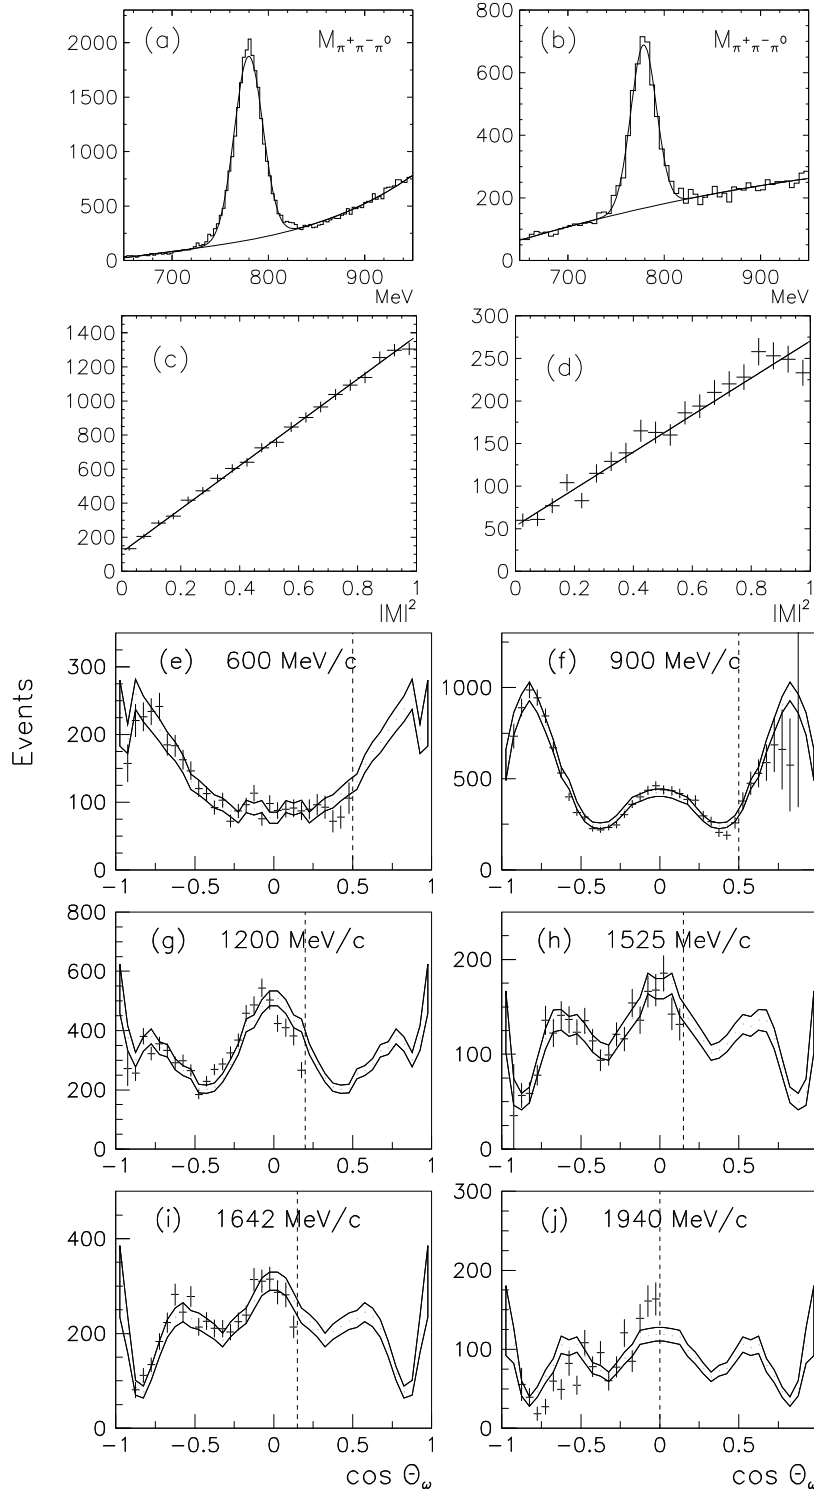 (a) M_π⁺π⁻π⁰
2000
1500
1000
500
0
700 800 900
MeV
(b) M_π⁺π⁻π⁰
800
600
400
200
0
700 800 900
MeV
(c)
1400
1200
1000
800
600
400
200
0
0 0.2 0.4 0.6 0.8 1
|M|²
(d)
300
250
200
150
100
50
0
0 0.2 0.4 0.6 0.8 1
|M|²
Events
(e) 600 MeV/c
300
200
100
0
-1 -0.5 0 0.5 1
(f) 900 MeV/c
1000
500
0
-1 -0.5 0 0.5
(g) 1200 MeV/c
800
600
400
200
0
-1 -0.5 0 0.5 1
(h) 1525 MeV/c
200
100
0
-1 -0.5 0 0.5
(i) 1642 MeV/c
400
200
0
-1 -0.5 0 0.5 1
cos Θ_ω
(j) 1940 MeV/c
300
200
100
0
-1 -0.5 0 0.5
cos Θ_ω